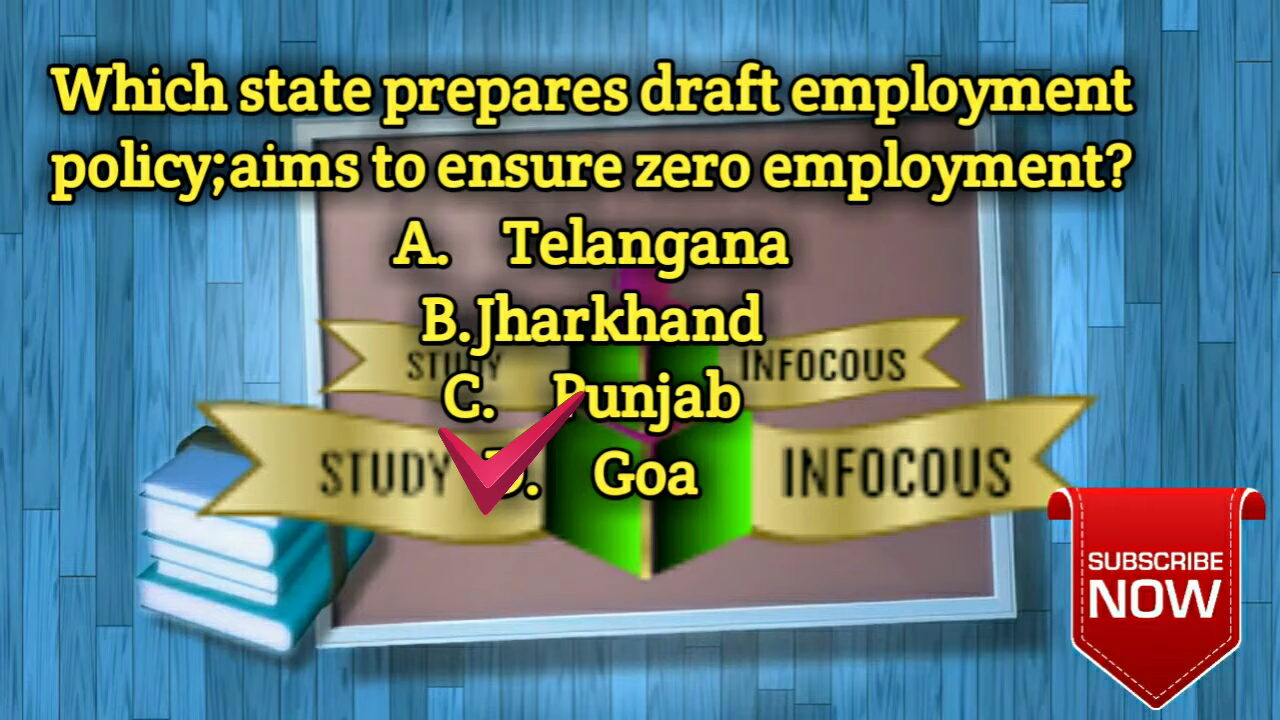 Which state prepares draft employment
policy;aims to ensure zero employment?
A. Telangana
B.Jharkhand
STUDY INFOCOUS
C. Punjab
D. Goa
STUDY INFOCOUS
SUBSCRIBE
NOW